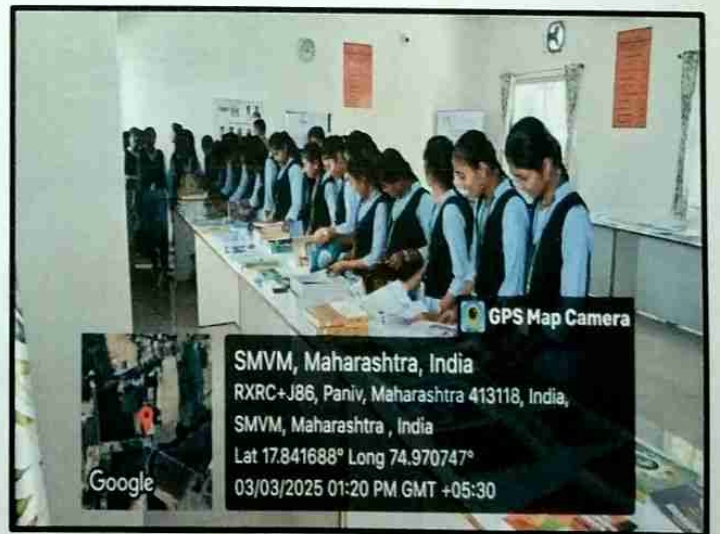 GPS Map Camera
SMVM, Maharashtra, India
RXRC+J86, Paniv, Maharashtra 413118, India,
SMVM, Maharashtra , India
Lat 17.841688° Long 74.970747°
03/03/2025 01:20 PM GMT +05:30
Google